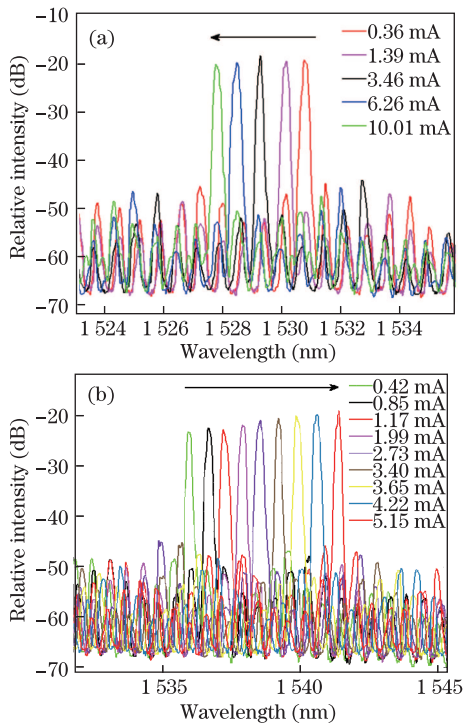 (a)
0.36 mA
1.39 mA
3.46 mA
6.26 mA
10.01 mA
Relative intensity (dB)
−10
−20
−30
−40
−50
−60
−70
1 524 1 526 1 528 1 530 1 532 1 534
Wavelength (nm)
(b)
0.42 mA
0.85 mA
1.17 mA
1.99 mA
2.73 mA
3.40 mA
3.65 mA
4.22 mA
5.15 mA
Relative intensity (dB)
−20
−30
−40
−50
−60
−70
1 535 1 540 1 545
Wavelength (nm)